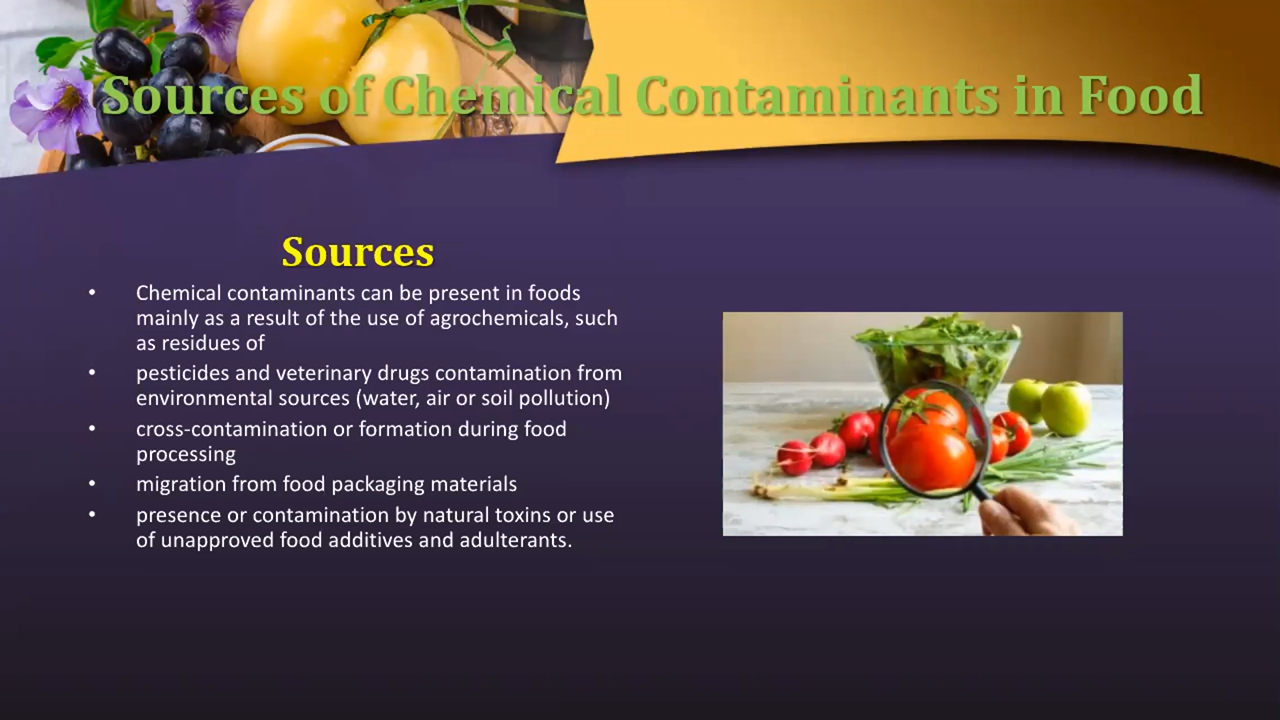 Sources of Chemical Contaminants in Food
Sources
• Chemical contaminants can be present in foods
mainly as a result of the use of agrochemicals, such
as residues of
• pesticides and veterinary drugs contamination from
environmental sources (water, air or soil pollution)
• cross-contamination or formation during food
processing
• migration from food packaging materials
• presence or contamination by natural toxins or use
of unapproved food additives and adulterants.